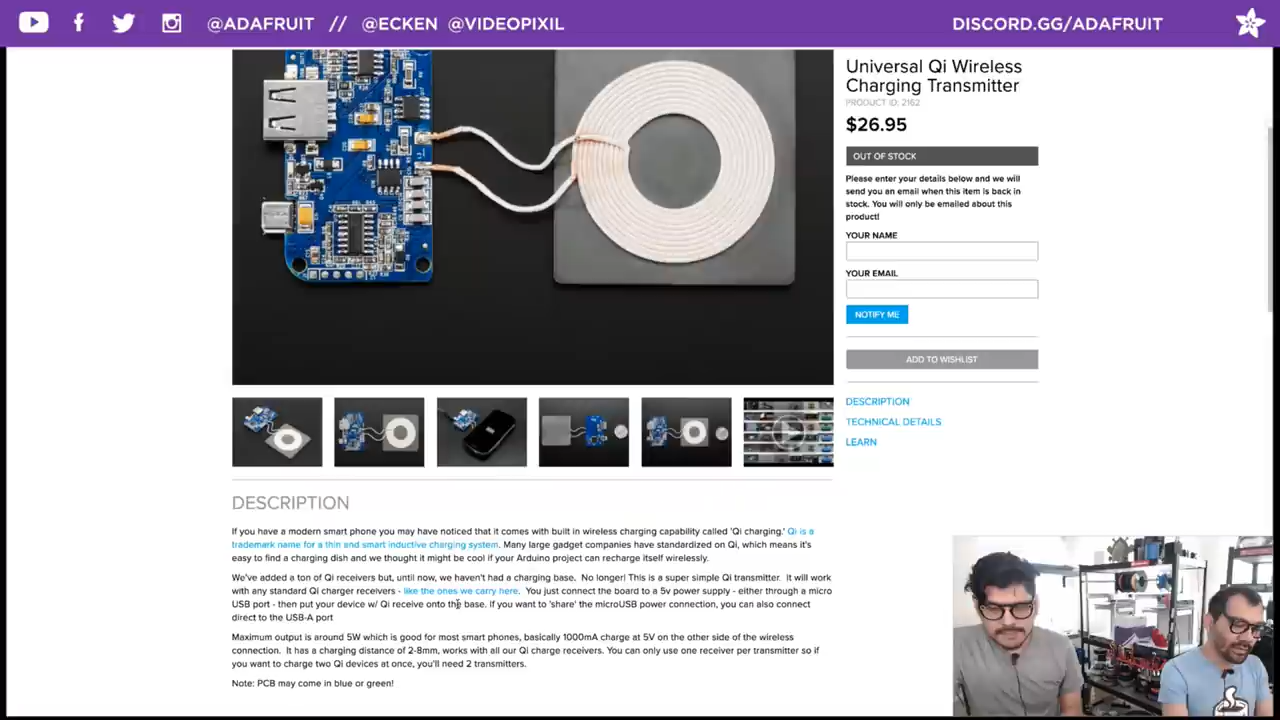 @ADAFRUIT // @ECKEN @VIDEOPIXIL
DISCORD.GG/ADAFRUIT
Universal Qi Wireless
Charging Transmitter
PRODUCT ID: 2162
$26.95
OUT OF STOCK
Please enter your details below and we will
send you an email when this item is back in
stock. You will only be emailed about this
product!
YOUR NAME
YOUR EMAIL
NOTIFY ME
ADD TO WISHLIST
DESCRIPTION
TECHNICAL DETAILS
LEARN
DESCRIPTION
If you have a modern smart phone you may have noticed that it comes with built in wireless charging capability called 'Qi charging.' Qi is a
trademark name for a thin and smart inductive charging system. Many large gadget companies have standardized on Qi, which means it's
easy to find a charging dish and we thought it might be cool if your Arduino project can recharge itself wirelessly.
We've added a ton of Qi receivers but, until now, we haven't had a charging base. No longer! This is a super simple Qi transmitter. It will work
with any standard Qi charger receivers - like the ones we carry here. You just connect the board to a 5v power supply - either through a micro
USB port - then put your device w/ Qi receive onto the base. If you want to 'share' the microUSB power connection, you can also connect
direct to the USB-A port
Maximum output is around 5W which is good for most smart phones, basically 1000mA charge at 5V on the other side of the wireless
connection. It has a charging distance of 2-8mm, works with all our Qi charge receivers. You can only use one receiver per transmitter so if
you want to charge two Qi devices at once, you'll need 2 transmitters.
Note: PCB may come in blue or green!